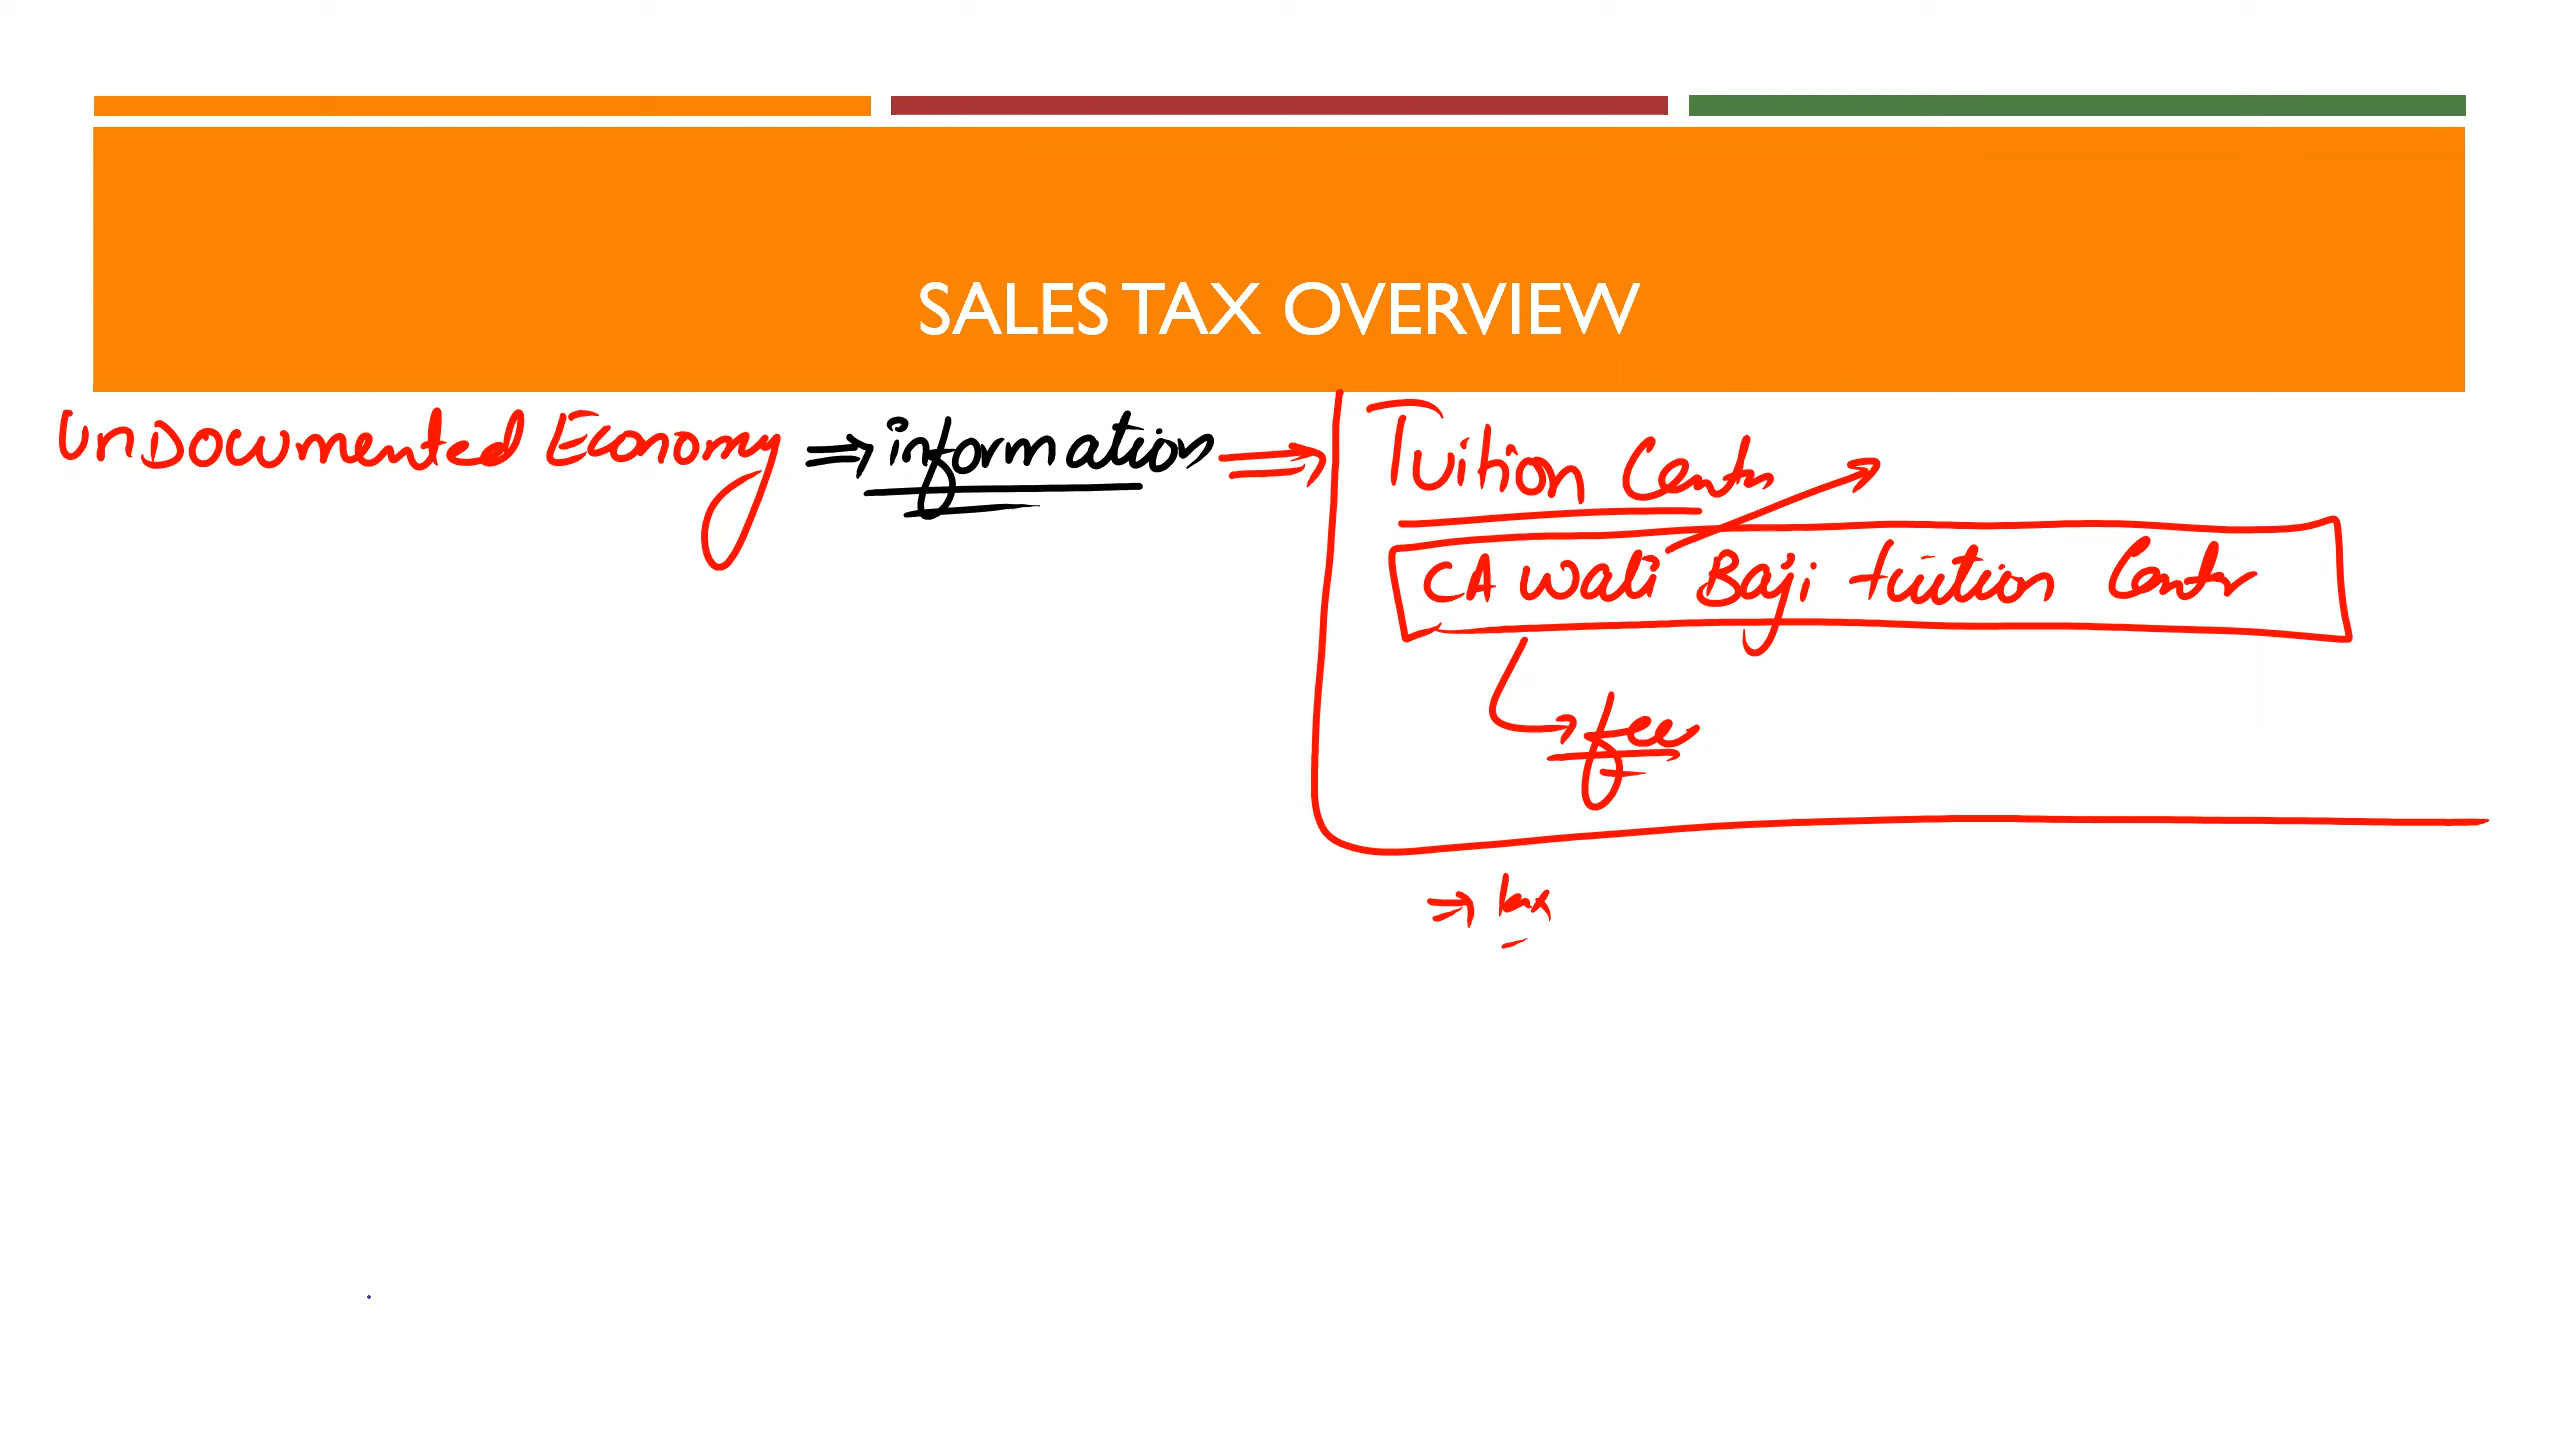 SALES TAX OVERVIEW
UnDocumented Economy ⇒ information ⇒ Tuition Centr
CA wali Baji tuition Centr
→ fee
→ tax